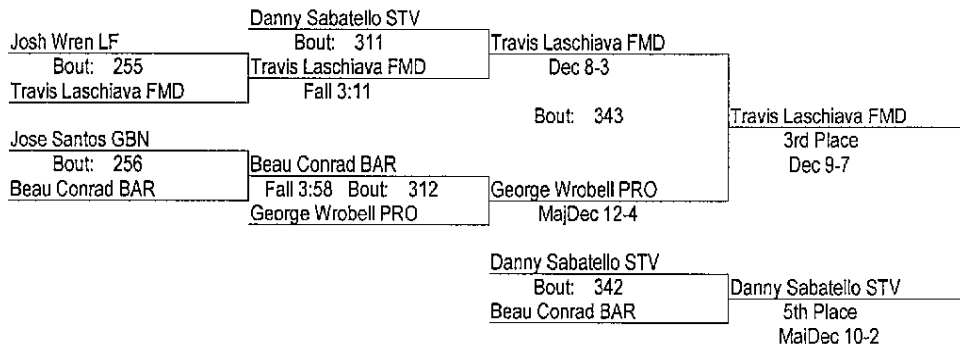 Danny Sabatello STV
Josh Wren LF
Bout: 311
Travis Laschiava FMD
Bout: 255
Travis Laschiava FMD
Dec 8-3
Travis Laschiava FMD
Fall 3:11
Bout: 343
Travis Laschiava FMD
Jose Santos GBN
3rd Place
Bout: 256
Beau Conrad BAR
Dec 9-7
Beau Conrad BAR
Fall 3:58 Bout: 312
George Wrobell PRO
George Wrobell PRO
MajDec 12-4
Danny Sabatello STV
Bout: 342
Danny Sabatello STV
Beau Conrad BAR
5th Place
MajDec 10-2